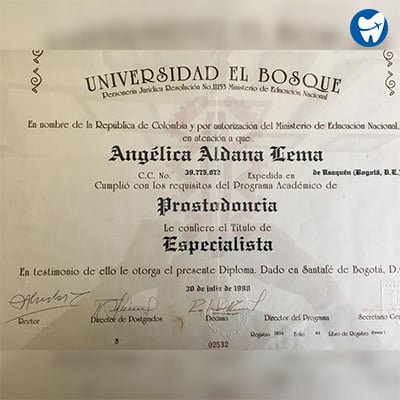 UNIVERSIDAD EL BOSQUE
Personería Jurídica Resolución No.11153 Ministerio de Educación Nacional
En nombre de la República de Colombia y por autorización del Ministerio de Educación Nacional,
en atención a que
Angélica Aldana Lema
C.C. No. 39.775.872 Expedida en de Usaquén (Bogotá, D.E.)
Cumplió con los requisitos del Programa Académico de
Prostodoncia
Le confiere el Título de
Especialista
En testimonio de ello le otorga el presente Diploma. Dado en Santafé de Bogotá, D.
30 de julio de 1998
Rector Director de Postgrados Decano Director del Programa Secretario
Registro Folio Libro de Registro
3 02532